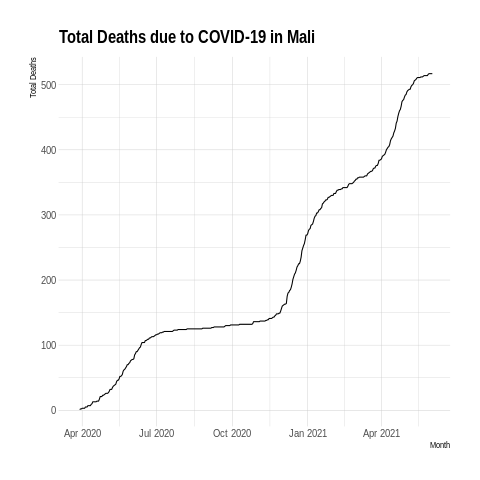 Total Deaths due to COVID-19 in Mali
Total Deaths
500
400
300
200
100
0
Apr 2020 Jul 2020 Oct 2020 Jan 2021 Apr 2021
Month